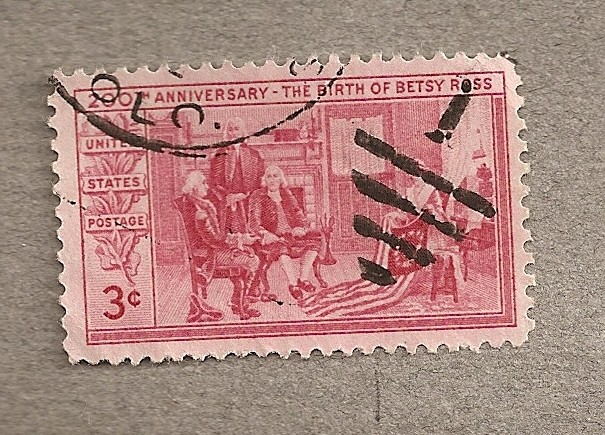 200TH ANNIVERSARY - THE BIRTH OF BETSY ROSS
UNITED
STATES
POSTAGE
3¢